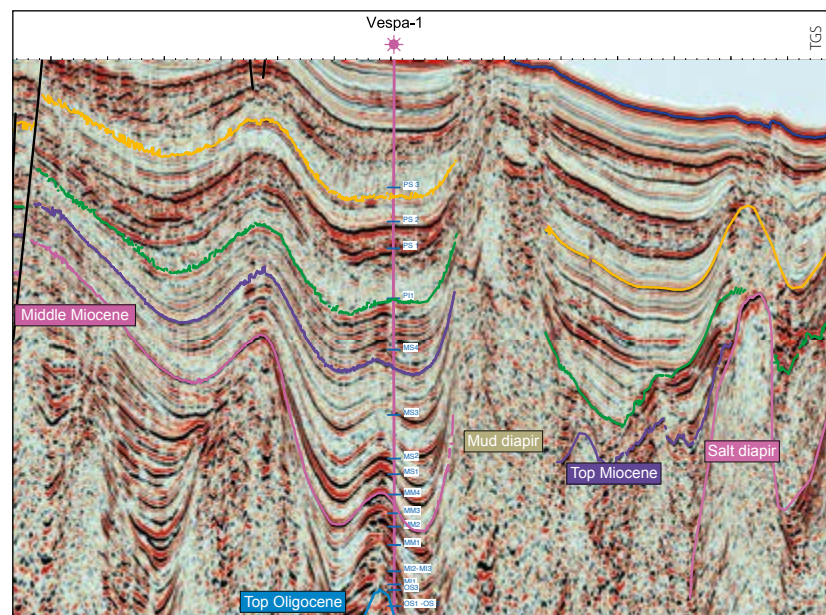 Vespa-1
TGS
PS 3
PS 2
PS 1
PI1
Middle Miocene
MS4
MS3
Mud diapir
Salt diapir
MS2
Top Miocene
MS1
MM4
MM3
MM2
MM1
MI2-MI3
MI1
OS3
Top Oligocene
OS1 -OS